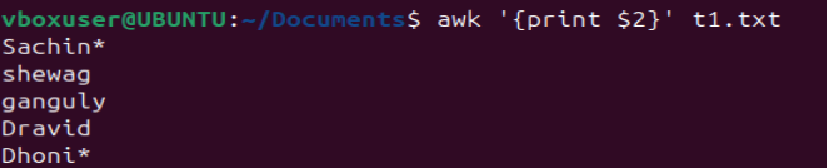 vboxuser@UBUNTU:~/Documents$ awk '{print $2}' t1.txt
Sachin*
shewag
ganguly
Dravid
Dhoni*